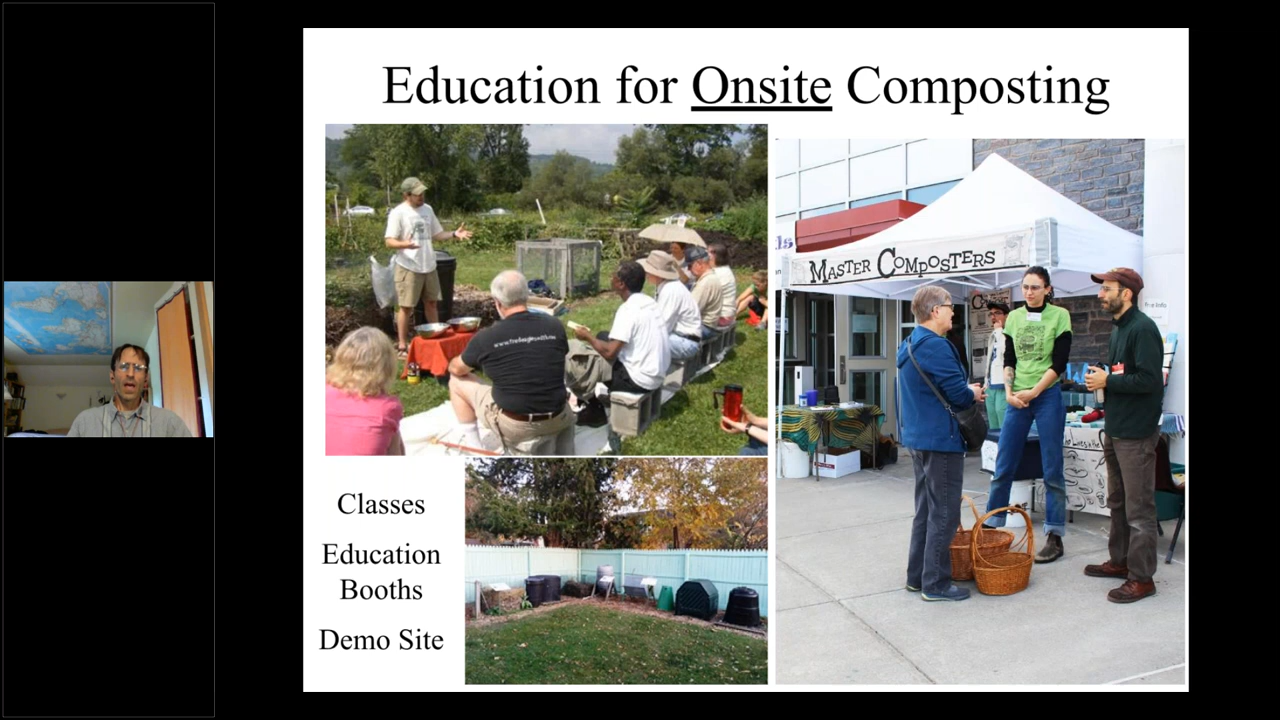 Education for Onsite Composting
MASTER COMPOSTERS
Classes
Education
Booths
Demo Site